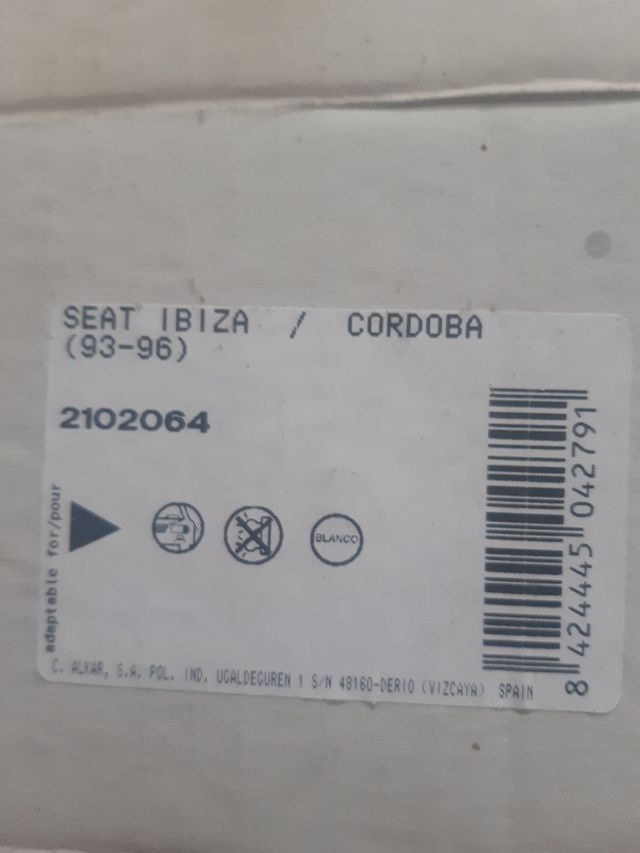 SEAT IBIZA / CORDOBA
(93-96)
2102064
adaptable for/pour
BLANCO
8 424445 042791
C. ALKAR, S.A. POL. IND. UGALDEGUREN 1 S/N 48160-DERIO (VIZCAYA) SPAIN